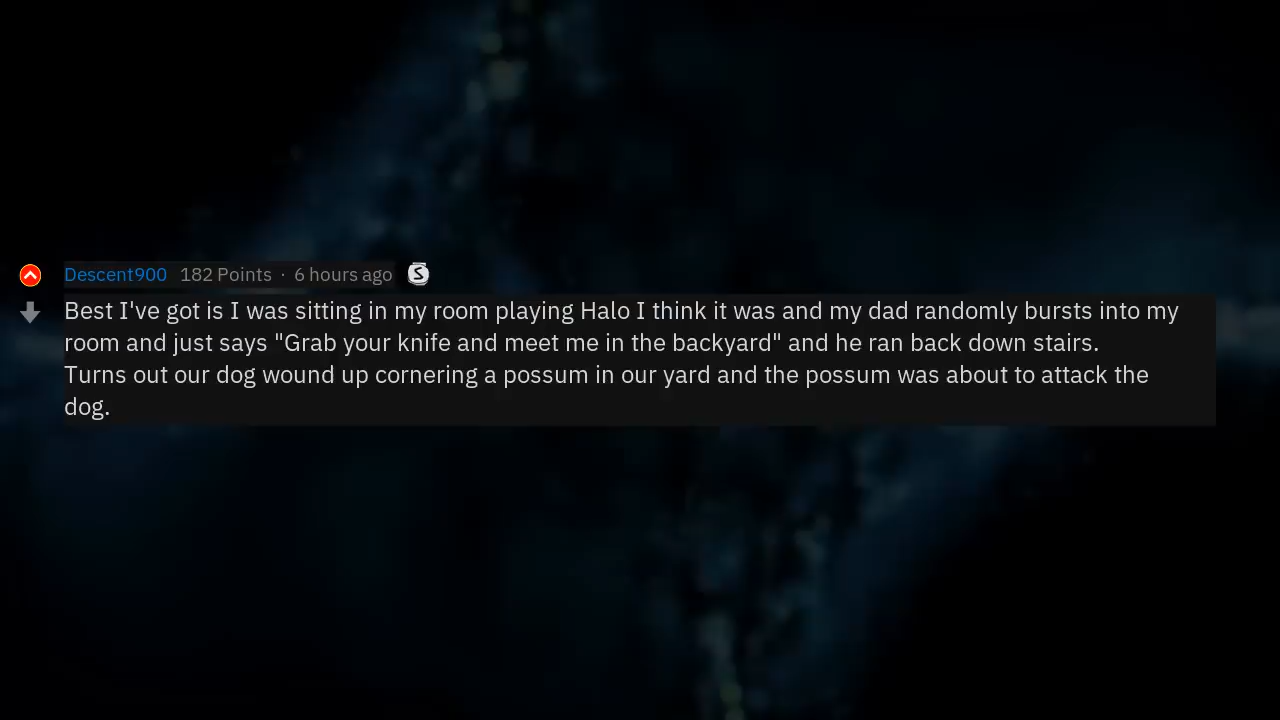 Descent900 182 Points · 6 hours ago S
Best I've got is I was sitting in my room playing Halo I think it was and my dad randomly bursts into my
room and just says "Grab your knife and meet me in the backyard" and he ran back down stairs.
Turns out our dog wound up cornering a possum in our yard and the possum was about to attack the
dog.